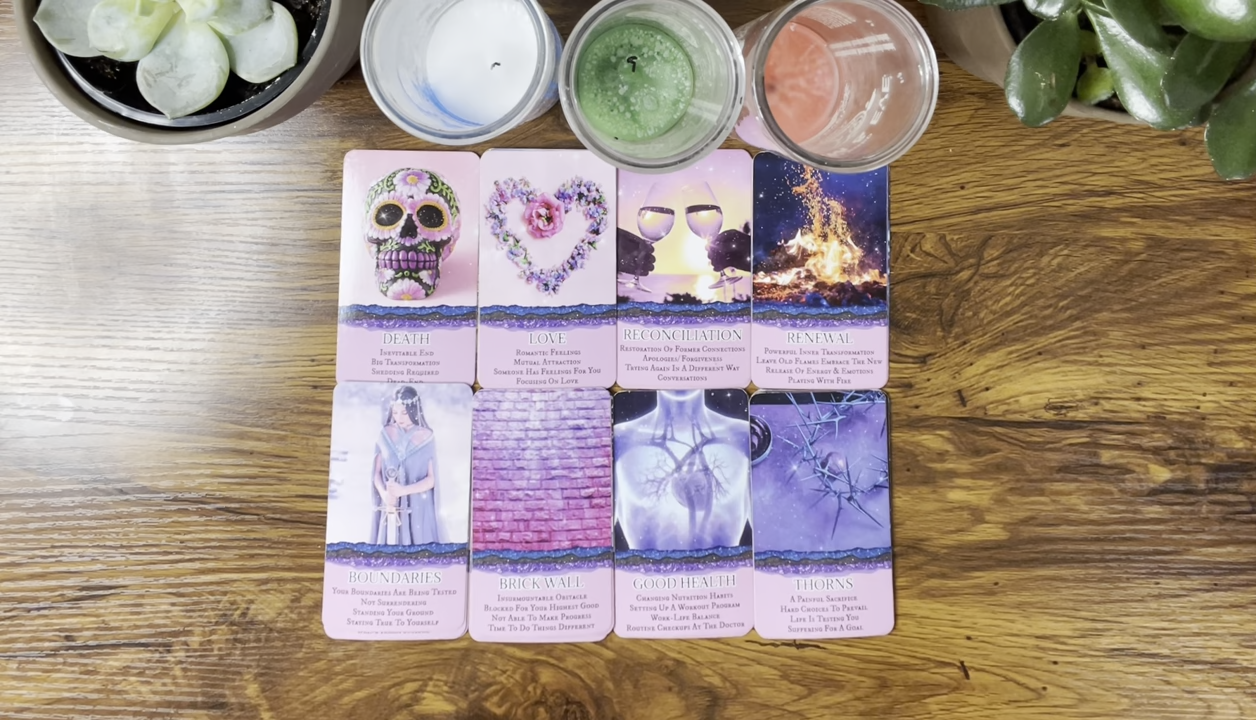 DEATH
INEVITABLE END
BIG TRANSFORMATION
SHEDDING REQUIRED
DEAD-END
LOVE
ROMANTIC FEELINGS
MUTUAL ATTRACTION
SOMEONE HAS FEELINGS FOR YOU
FOCUSING ON LOVE
RECONCILIATION
RESTORATION OF FORMER CONNECTIONS
APOLOGIES/FORGIVENESS
TRYING AGAIN IN A DIFFERENT WAY
CONVERSATIONS
RENEWAL
POWERFUL INNER TRANSFORMATION
LEAVE OLD FLAMES EMBRACE THE NEW
RELEASE OF ENERGY & EMOTIONS
PLAYING WITH FIRE
BOUNDARIES
YOUR BOUNDARIES ARE BEING TESTED
NOT SURRENDERING
STANDING YOUR GROUND
STAYING TRUE TO YOURSELF
BRICK WALL
INSURMOUNTABLE OBSTACLE
BLOCKED FOR YOUR HIGHEST GOOD
NOT ABLE TO MAKE PROGRESS
TIME TO DO THINGS DIFFERENT
GOOD HEALTH
CHANGING NUTRITION HABITS
SETTING UP A WORKOUT PROGRAM
WORK-LIFE BALANCE
ROUTINE CHECKUPS AT THE DOCTOR
THORNS
A PAINFUL SACRIFICE
HARD CHOICES TO PREVAIL
LIFE IS TESTING YOU
SUFFERING FOR A GOAL